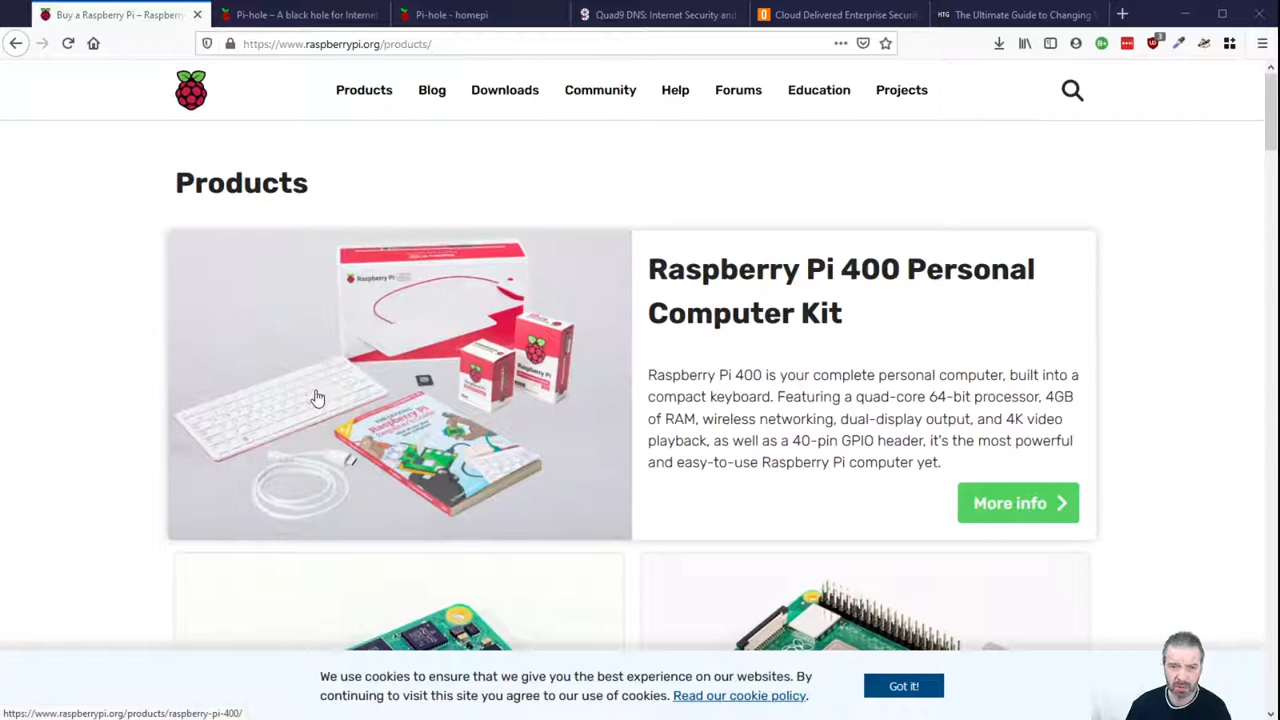 Buy a Raspberry Pi – Raspberry
Pi-hole – A black hole for Internet
Pi-hole - homepi
Quad9 DNS: Internet Security and
Cloud Delivered Enterprise Securit
HTG
The Ultimate Guide to Changing
https://www.raspberrypi.org/products/
3
Products
Blog
Downloads
Community
Help
Forums
Education
Projects
Products
Raspberry Pi
Raspberry Pi 400 Personal
Computer Kit
Raspberry Pi 400 is your complete personal computer, built into a
compact keyboard. Featuring a quad-core 64-bit processor, 4GB
of RAM, wireless networking, dual-display output, and 4K video
playback, as well as a 40-pin GPIO header, it's the most powerful
and easy-to-use Raspberry Pi computer yet.
More info
We use cookies to ensure that we give you the best experience on our websites. By
continuing to visit this site you agree to our use of cookies. Read our cookie policy.
Got it!
https://www.raspberrypi.org/products/raspberry-pi-400/